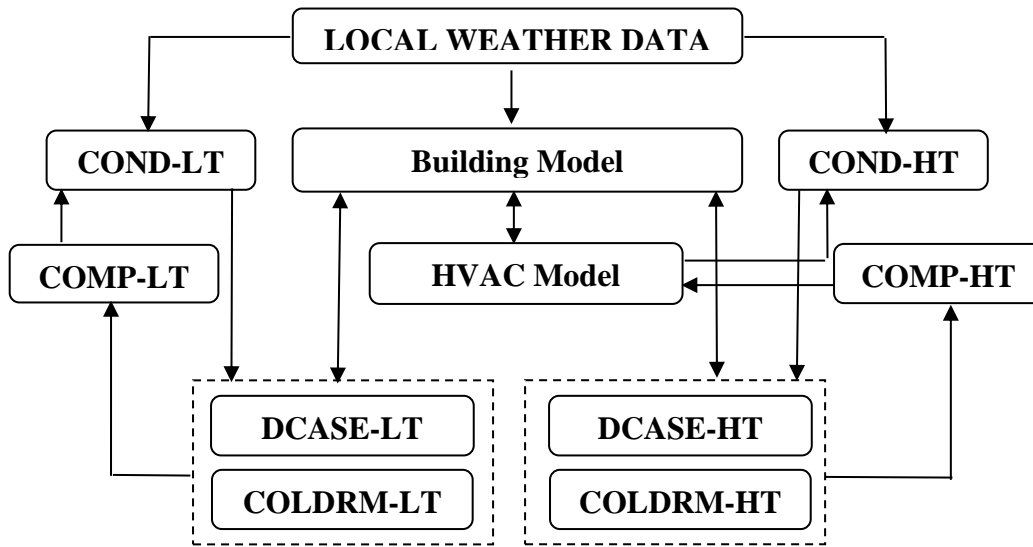 LOCAL WEATHER DATA
COND-LT
Building Model
COND-HT
COMP-LT
HVAC Model
COMP-HT
DCASE-LT
DCASE-HT
COLDRM-LT
COLDRM-HT